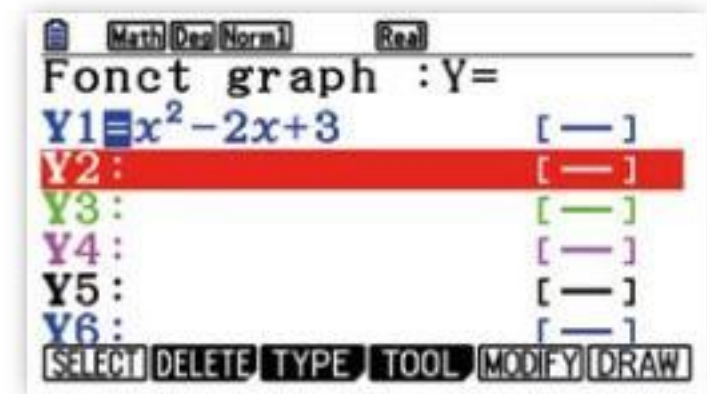 Math Deg Norm1 Real
Fonct graph :Y=
Y1=x²-2x+3 [—]
Y2: [—]
Y3: [—]
Y4: [—]
Y5: [—]
Y6: [—]
SELECT DELETE TYPE TOOL MODIFY DRAW